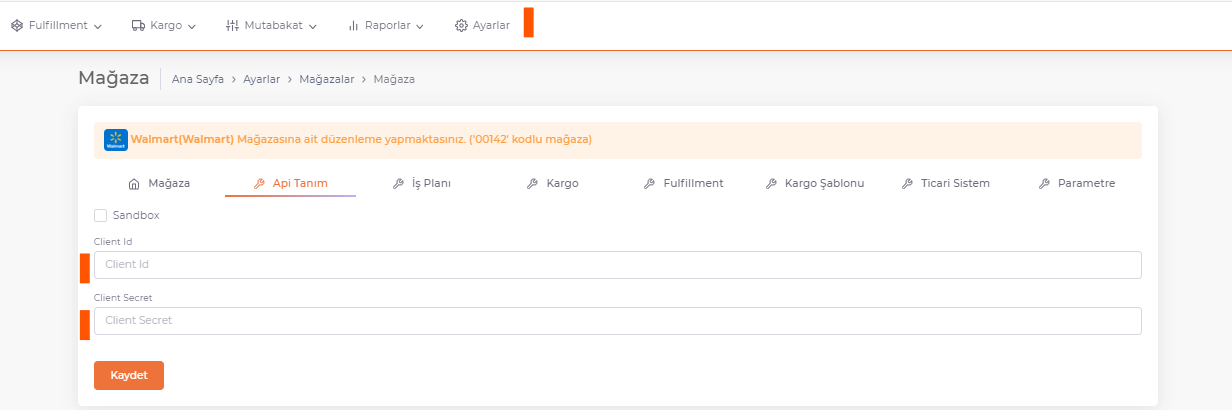 Fulfillment Kargo Mutabakat Raporlar Ayarlar
Mağaza Ana Sayfa > Ayarlar > Mağazalar > Mağaza
Walmart Walmart(Walmart) Mağazasına ait düzenleme yapmaktasınız. ('00142' kodlu mağaza)
Mağaza Api Tanım İş Planı Kargo Fulfillment Kargo Şablonu Ticari Sistem Parametre
Sandbox
Client Id
Client Id
Client Secret
Client Secret
Kaydet